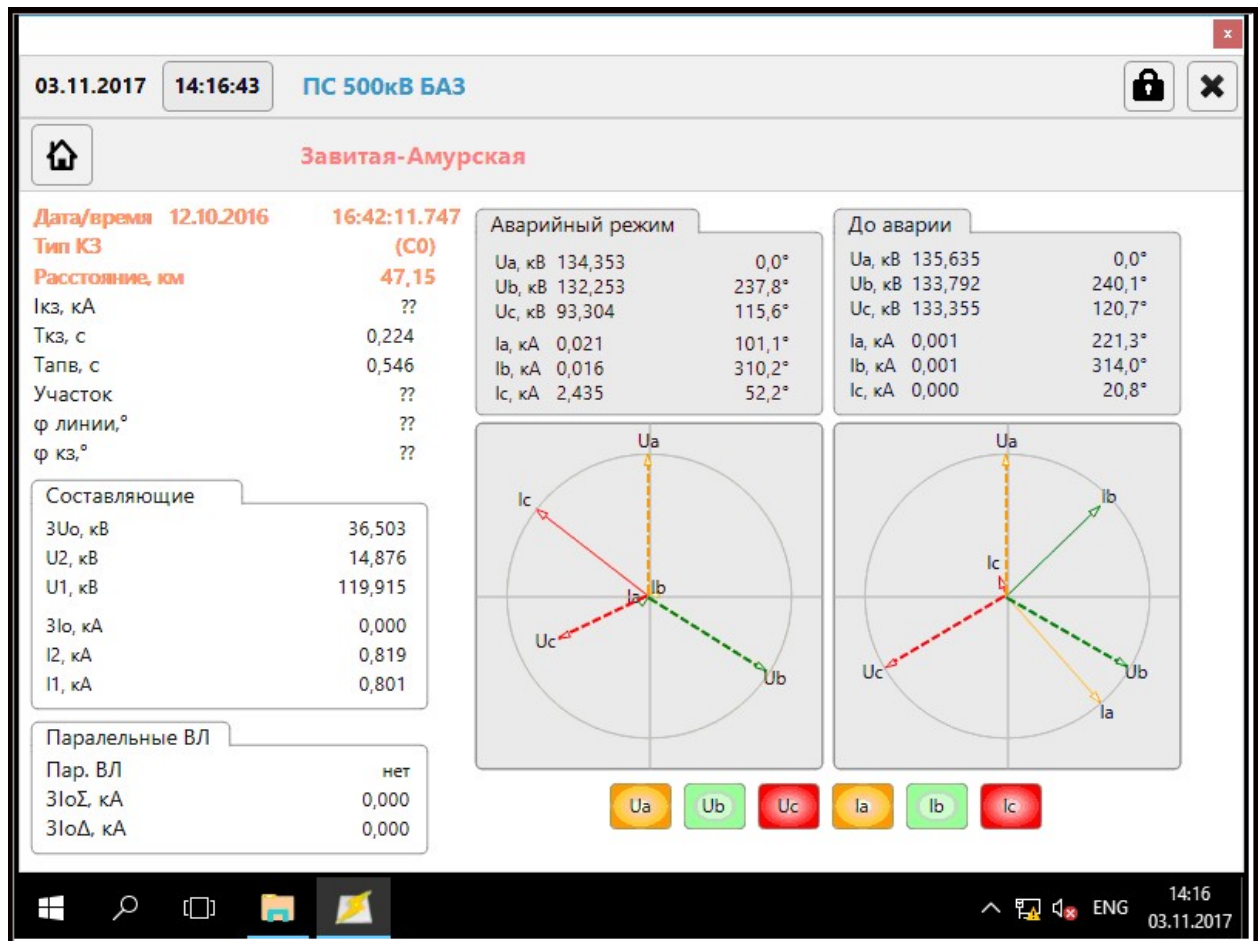 x
03.11.2017 14:16:43 ПС 500кВ БАЗ
Завитая-Амурская
Дата/время 12.10.2016 16:42:11.747
Тип КЗ (C0)
Расстояние, км 47,15
Iкз, кА ??
Ткз, с 0,224
Тапв, с 0,546
Участок ??
φ линии,° ??
φ кз,° ??
Составляющие
3Uo, кВ 36,503
U2, кВ 14,876
U1, кВ 119,915
3Io, кА 0,000
I2, кА 0,819
I1, кА 0,801
Паралельные ВЛ
Пар. ВЛ нет
3IoΣ, кА 0,000
3IoΔ, кА 0,000
Аварийный режим
Ua, кВ 134,353 0,0°
Ub, кВ 132,253 237,8°
Uc, кВ 93,304 115,6°
Ia, кА 0,021 101,1°
Ib, кА 0,016 310,2°
Ic, кА 2,435 52,2°
До аварии
Ua, кВ 135,635 0,0°
Ub, кВ 133,792 240,1°
Uc, кВ 133,355 120,7°
Ia, кА 0,001 221,3°
Ib, кА 0,001 314,0°
Ic, кА 0,000 20,8°
Ua
Ic
Ia Ib
Uc
Ub
Ua
Ib
Ic
Uc
Ub
Ia
Ua Ub Uc Ia Ib Ic
ENG 14:16
03.11.2017